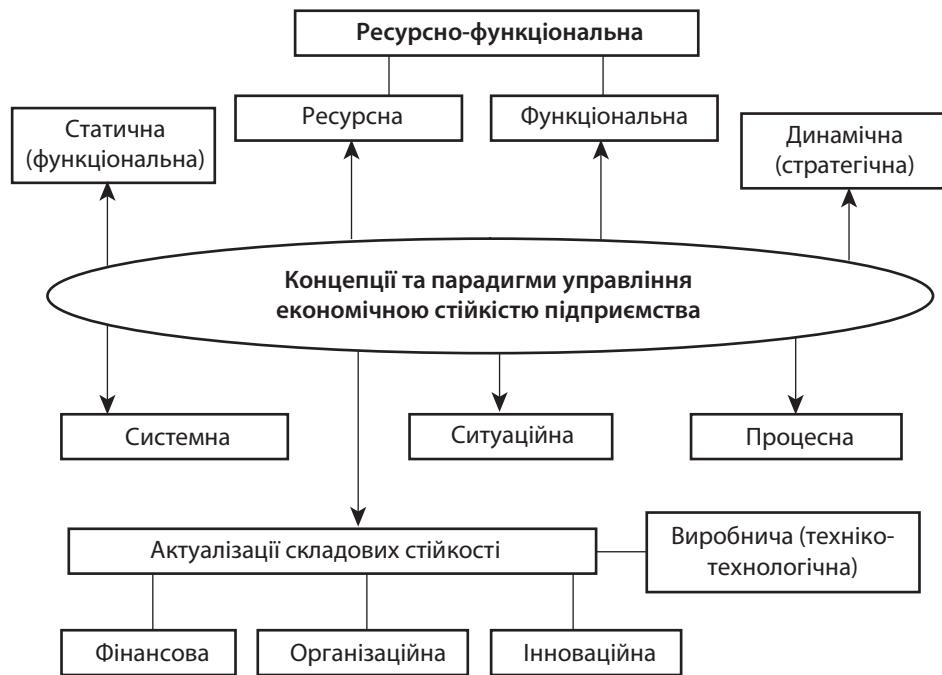 Ресурсно-функціональна
Ресурсна
Функціональна
Статична
(функціональна)
Динамічна
(стратегічна)
Концепції та парадигми управління
економічною стійкістю підприємства
Системна
Ситуаційна
Процесна
Актуалізації складових стійкості
Виробнича (техніко-
технологічна)
Фінансова
Організаційна
Інноваційна